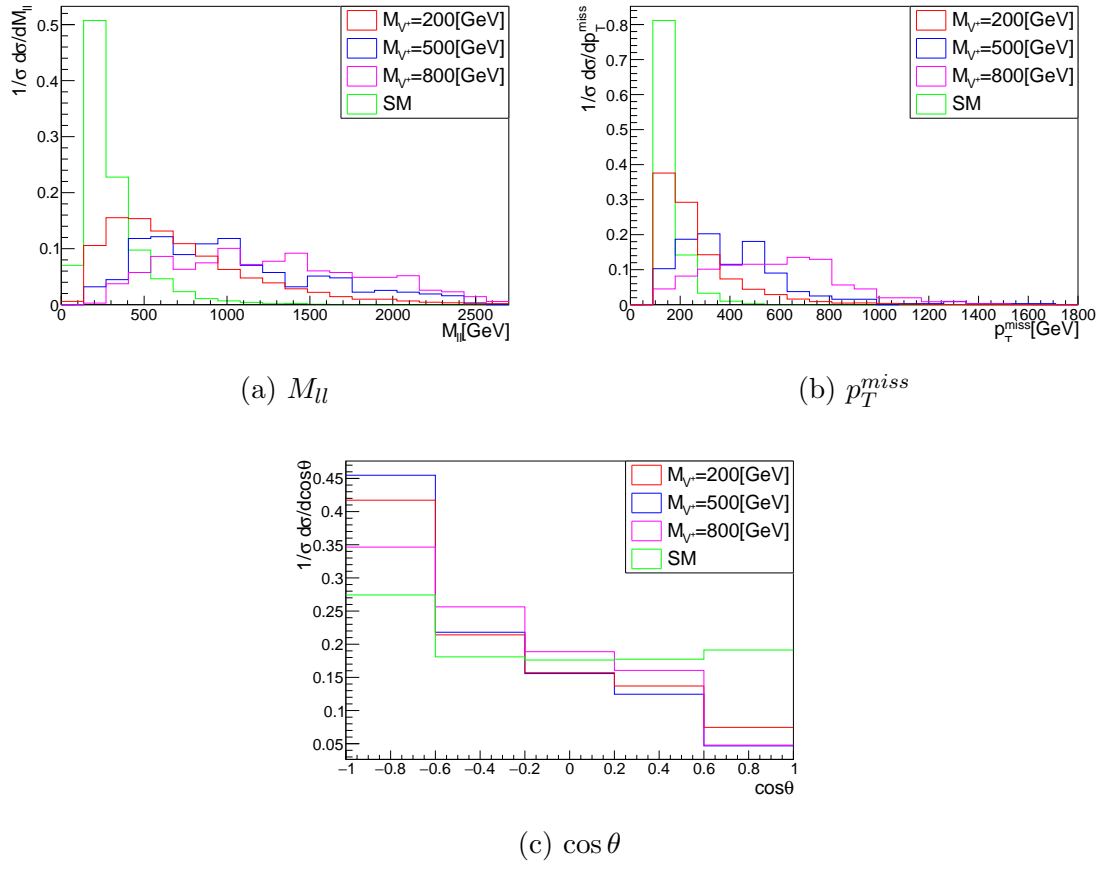 1/σ dσ/dM_ll
0.5
0.4
0.3
0.2
0.1
0
0 500 1000 1500 2000 2500
M_ll[GeV]
M_V⁺=200[GeV]
M_V⁺=500[GeV]
M_V⁺=800[GeV]
SM
(a) M_ll
1/σ dσ/dp_T^miss
0.8
0.7
0.6
0.5
0.4
0.3
0.2
0.1
0
0 200 400 600 800 1000 1200 1400 1600 1800
p_T^miss[GeV]
M_V⁺=200[GeV]
M_V⁺=500[GeV]
M_V⁺=800[GeV]
SM
(b) p_T^miss
1/σ dσ/dcosθ
0.45
0.4
0.35
0.3
0.25
0.2
0.15
0.1
0.05
−1 −0.8 −0.6 −0.4 −0.2 0 0.2 0.4 0.6 0.8 1
cosθ
M_V⁺=200[GeV]
M_V⁺=500[GeV]
M_V⁺=800[GeV]
SM
(c) cos θ